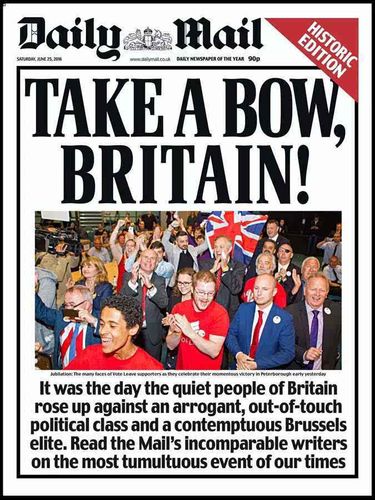 Daily Mail
HISTORIC
EDITION
SATURDAY, JUNE 25, 2016
www.dailymail.co.uk
DAILY NEWSPAPER OF THE YEAR
90p
TAKE A BOW,
BRITAIN!
Jubilation: The many faces of Vote Leave supporters as they celebrate their momentous victory in Peterborough early yesterday
It was the day the quiet people of Britain
rose up against an arrogant, out-of-touch
political class and a contemptuous Brussels
elite. Read the Mail's incomparable writers
on the most tumultuous event of our times